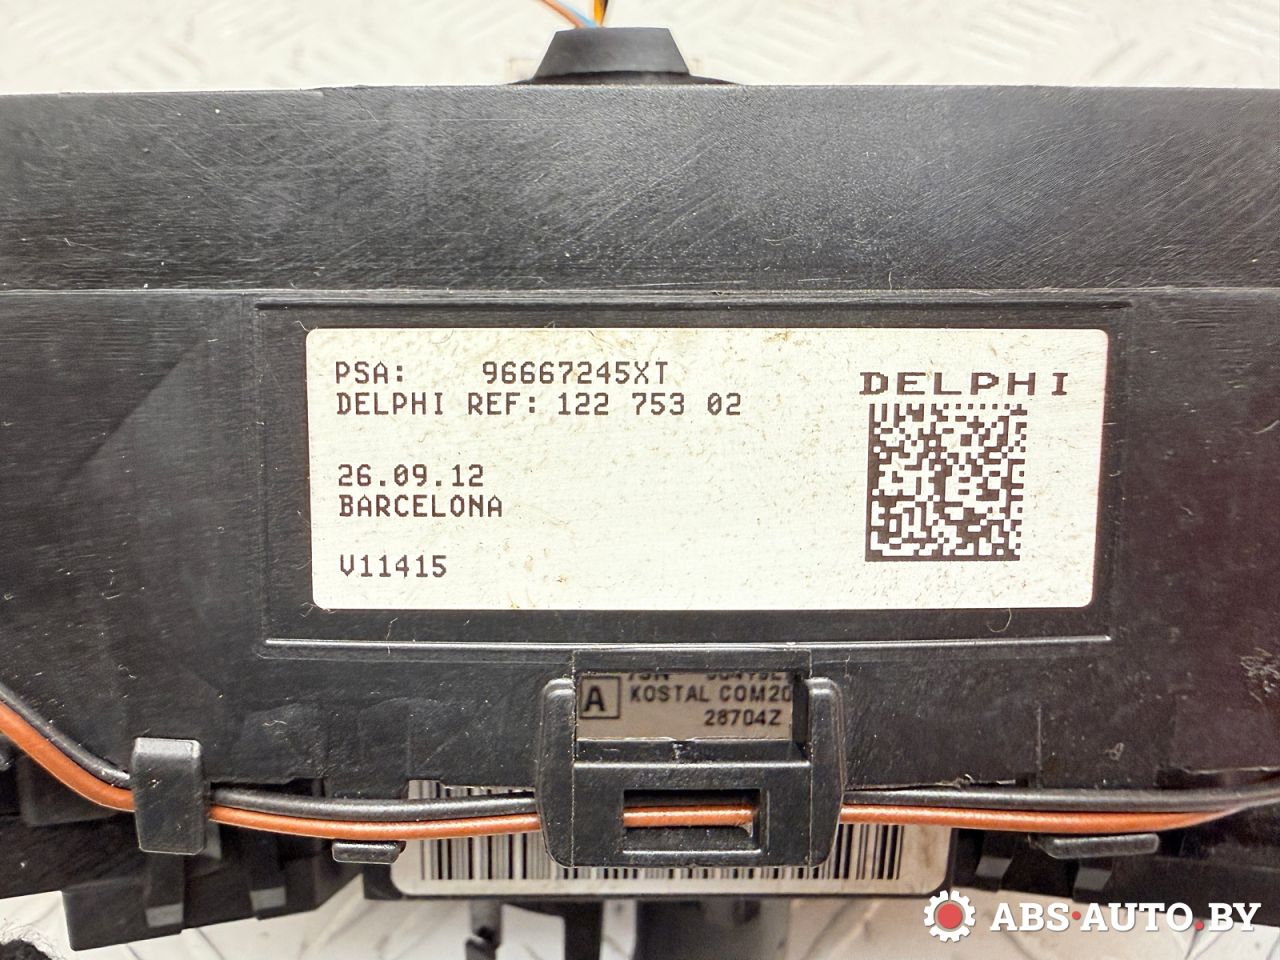 PSA: 96667245XT
DELPHI REF: 122 753 02
DELPHI
26.09.12
BARCELONA
V11415
A KOSTAL COM20
28704Z
ABS·AUTO.BY